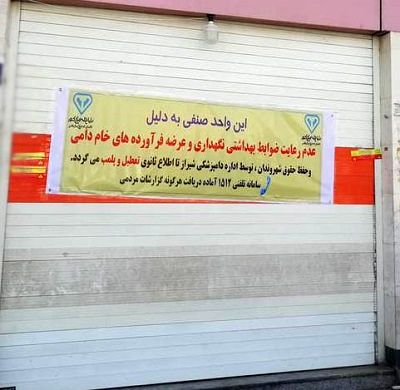 این واحد صنفی به دلیل
عدم رعایت ضوابط بهداشتی نگهداری و عرضه فرآورده های خام دامی
وحفظ حقوق شهروندان ، توسط اداره دامپزشکی شیراز تا اطلاع ثانوی تعطیل و پلمب می گردد.
سامانه تلفنی ۱۵۱۲ آماده دریافت هرگونه گزارشات مردمی